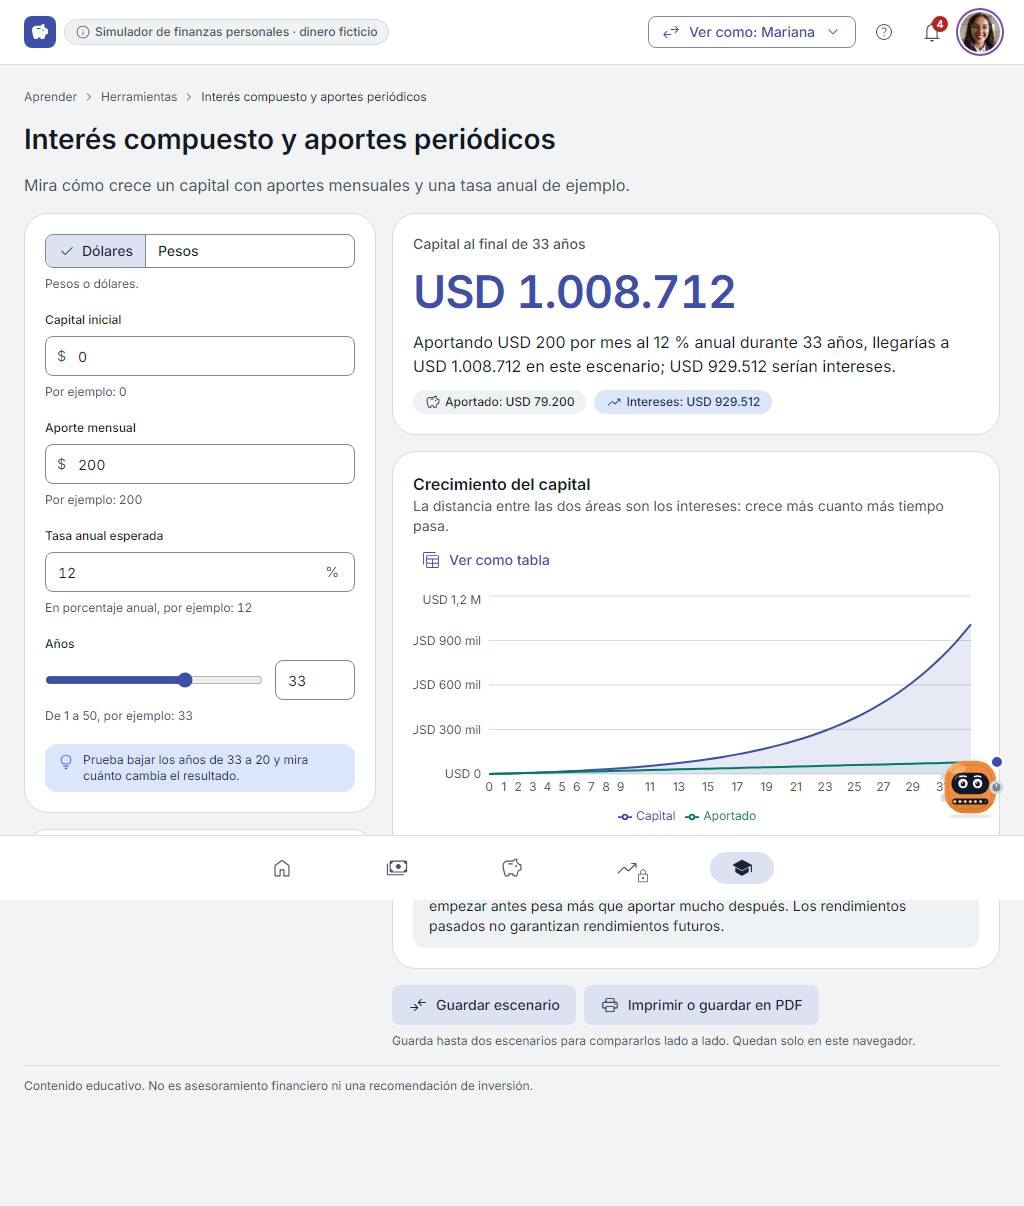 Simulador de finanzas personales · dinero ficticio
Ver como: Mariana
4
Aprender
Herramientas
Interés compuesto y aportes periódicos
Interés compuesto y aportes periódicos
Mira cómo crece un capital con aportes mensuales y una tasa anual de ejemplo.
Dólares
Pesos
Pesos o dólares.
Capital inicial
$ 0
Por ejemplo: 0
Aporte mensual
$ 200
Por ejemplo: 200
Tasa anual esperada
12 %
En porcentaje anual, por ejemplo: 12
Años
33
De 1 a 50, por ejemplo: 33
Prueba bajar los años de 33 a 20 y mira
cuánto cambia el resultado.
Capital al final de 33 años
USD 1.008.712
Aportando USD 200 por mes al 12 % anual durante 33 años, llegarías a
USD 1.008.712 en este escenario; USD 929.512 serían intereses.
Aportado: USD 79.200
Intereses: USD 929.512
Crecimiento del capital
La distancia entre las dos áreas son los intereses: crece más cuanto más tiempo
pasa.
Ver como tabla
USD 1,2 M
USD 900 mil
USD 600 mil
USD 300 mil
USD 0
0 1 2 3 4 5 6 7 8 9 11 13 15 17 19 21 23 25 27 29
Capital
Aportado
empezar antes pesa más que aportar mucho después. Los rendimientos
pasados no garantizan rendimientos futuros.
Guardar escenario
Imprimir o guardar en PDF
Guarda hasta dos escenarios para compararlos lado a lado. Quedan solo en este navegador.
Contenido educativo. No es asesoramiento financiero ni una recomendación de inversión.